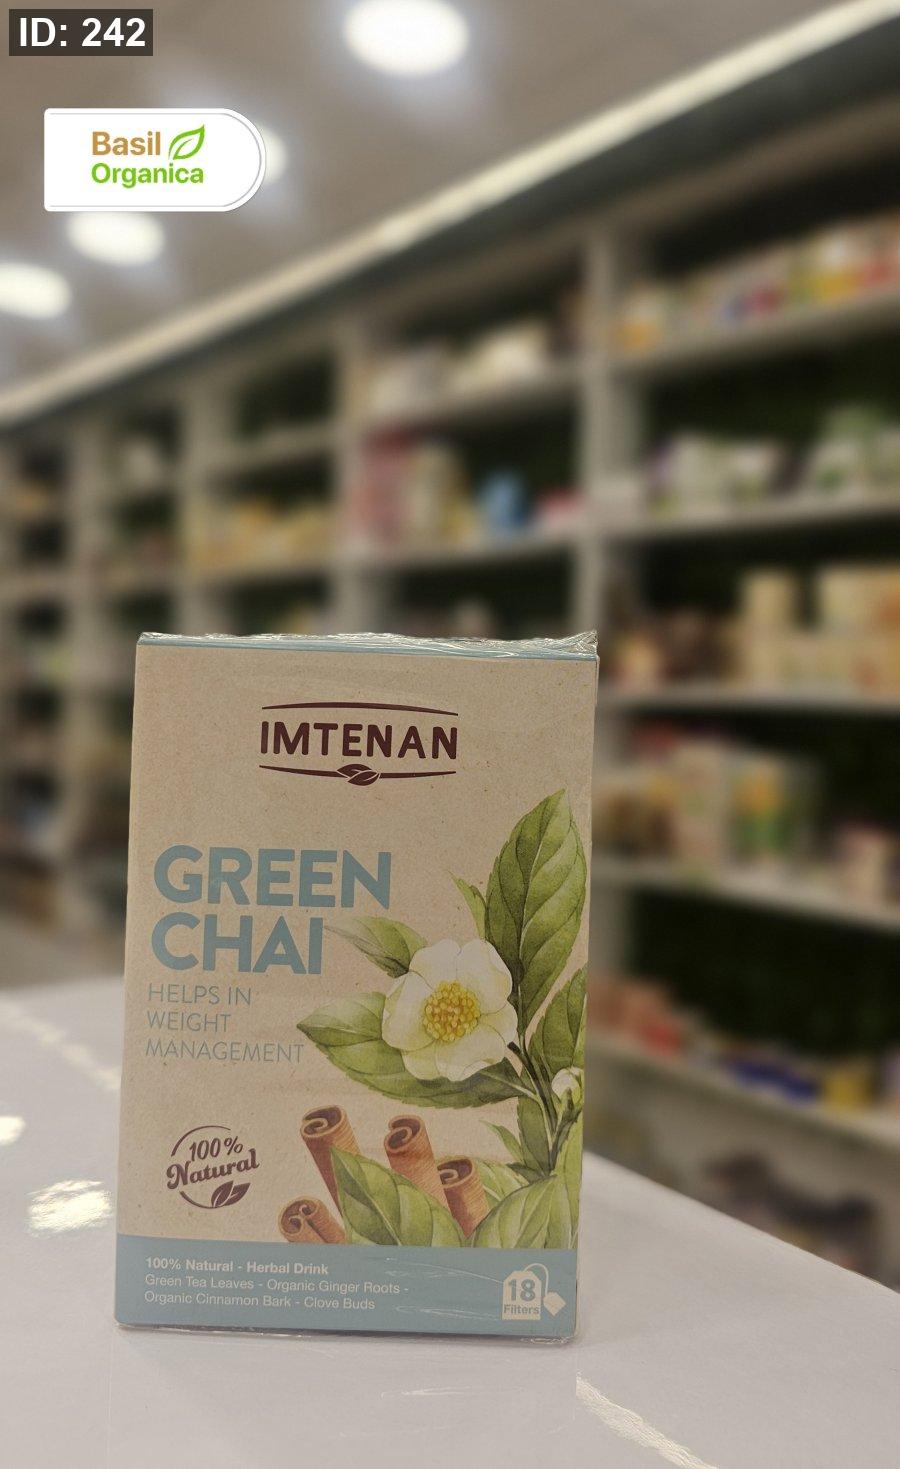 ID: 242
Basil
Organica
IMTENAN
GREEN
CHAI
HELPS IN
WEIGHT
MANAGEMENT
100%
Natural
100% Natural - Herbal Drink
Green Tea Leaves - Organic Ginger Roots -
Organic Cinnamon Bark - Clove Buds
18
Filters